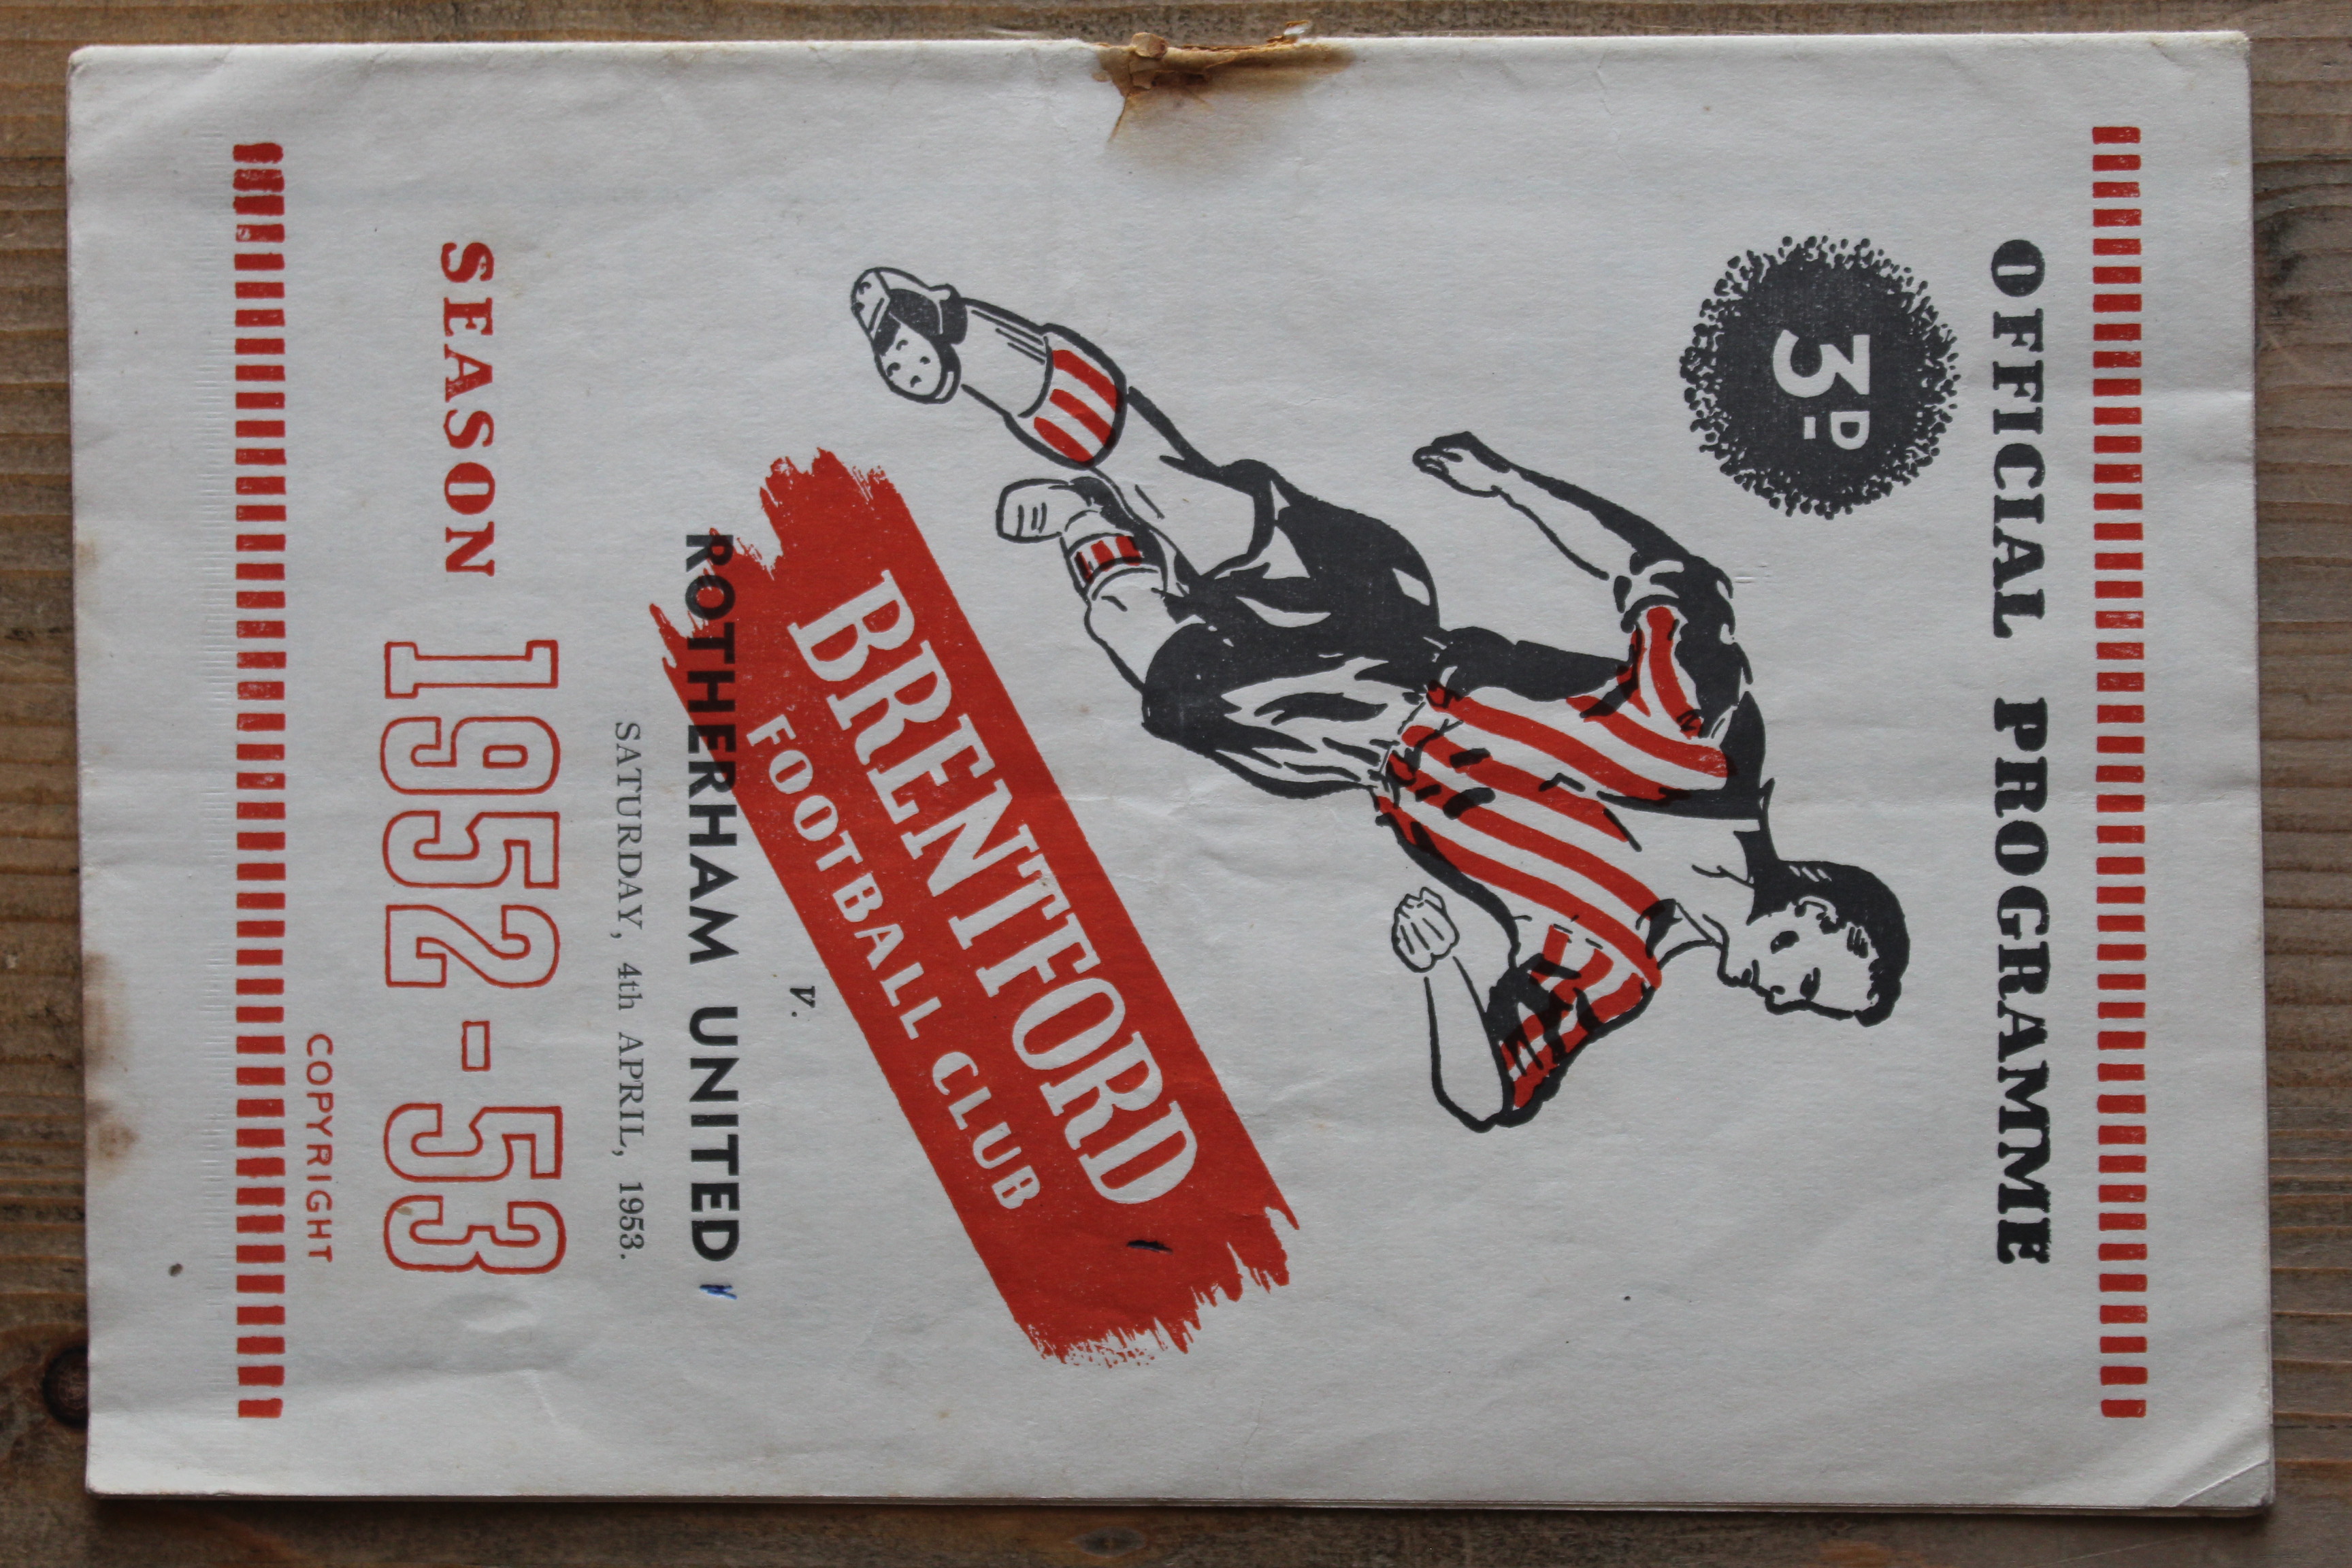 OFFICIAL PROGRAMME
3D
BRENTFORD
FOOTBALL CLUB
v.
ROTHERHAM UNITED
SATURDAY, 4th APRIL, 1953.
SEASON 1952-53
COPYRIGHT